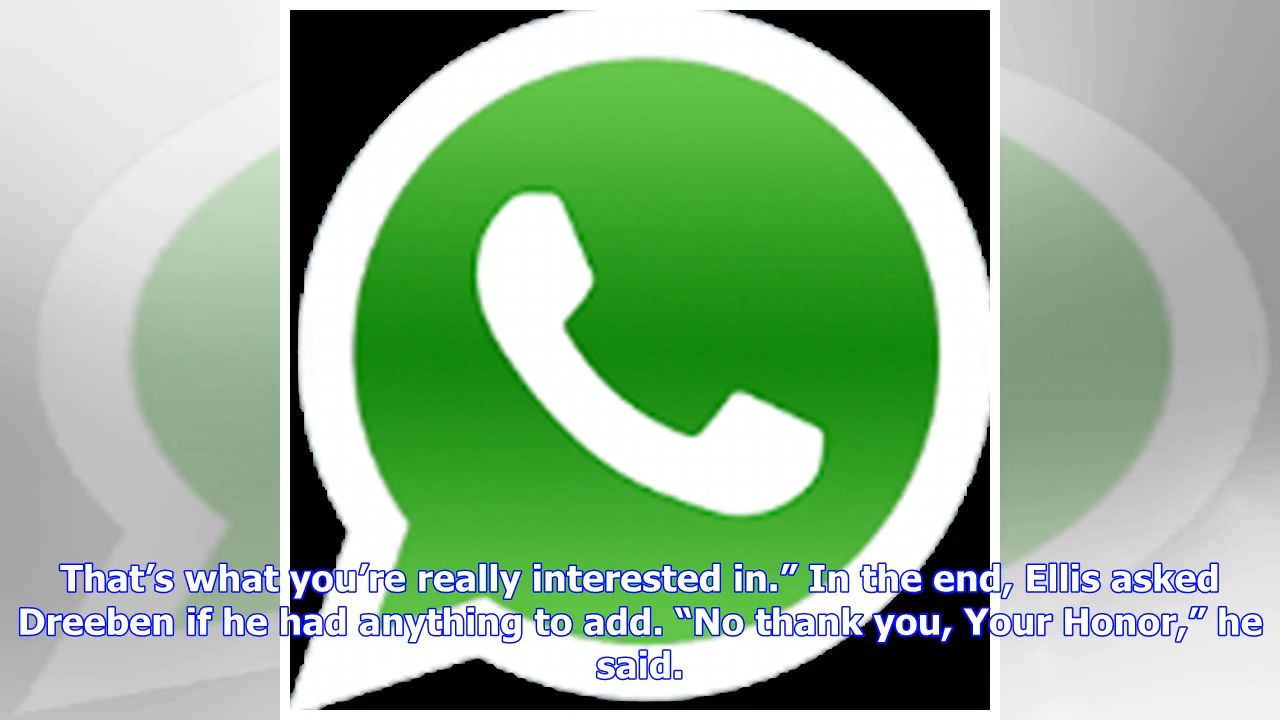 That’s what you’re really interested in.” In the end, Ellis asked
Dreeben if he had anything to add. “No thank you, Your Honor,” he
said.